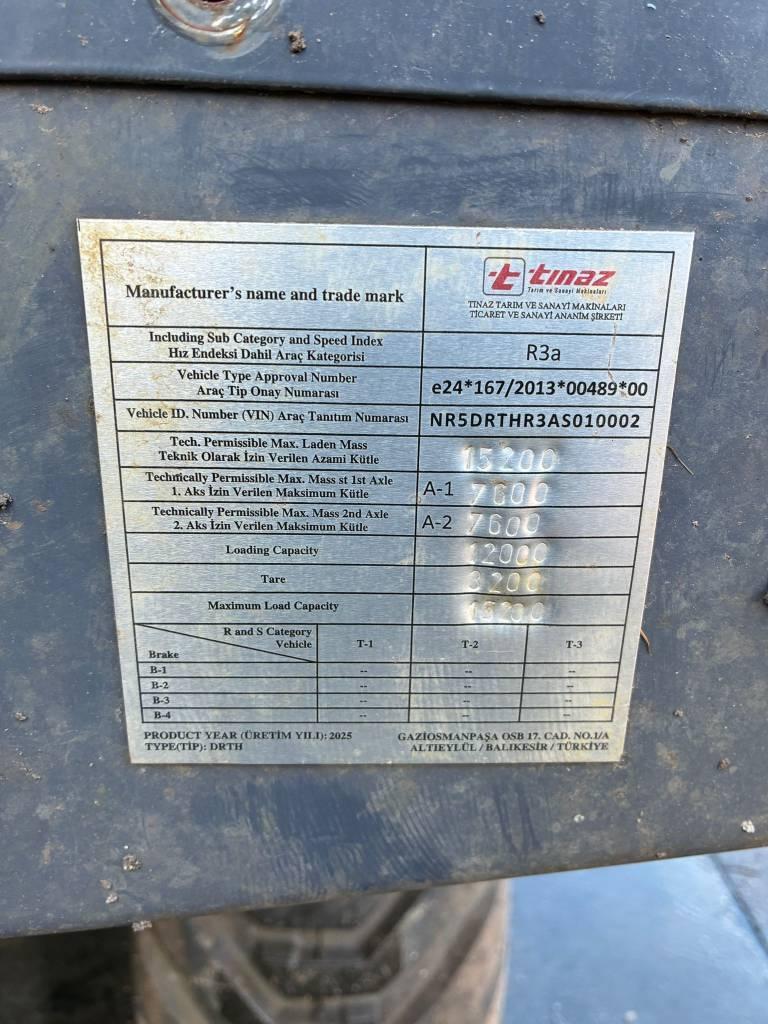 Manufacturer's name and trade mark
t tınaz
Tarım ve Sanayi Makinaları
TINAZ TARIM VE SANAYİ MAKİNALARI
TİCARET VE SANAYİ ANANİM ŞİRKETİ
Including Sub Category and Speed Index
Hız Endeksi Dahil Araç Kategorisi
R3a
Vehicle Type Approval Number
Araç Tip Onay Numarası
e24*167/2013*00489*00
Vehicle ID. Number (VIN) Araç Tanıtım Numarası
NR5DRTHR3AS010002
Tech. Permissible Max. Laden Mass
Teknik Olarak İzin Verilen Azami Kütle
15200
Technically Permissible Max. Mass st 1st Axle
1. Aks İzin Verilen Maksimum Kütle
A-1 7600
Technically Permissible Max. Mass 2nd Axle
2. Aks İzin Verilen Maksimum Kütle
A-2 7600
Loading Capacity
12000
Tare
3200
Maximum Load Capacity
15200
R and S Category
Vehicle
Brake
T-1
T-2
T-3
B-1 -- -- --
B-2 -- -- --
B-3 -- -- --
B-4 -- -- --
PRODUCT YEAR (ÜRETİM YILI): 2025
TYPE(TİP): DRTH
GAZİOSMANPAŞA OSB 17. CAD. NO.1/A
ALTIEYLÜL / BALIKESİR / TÜRKİYE